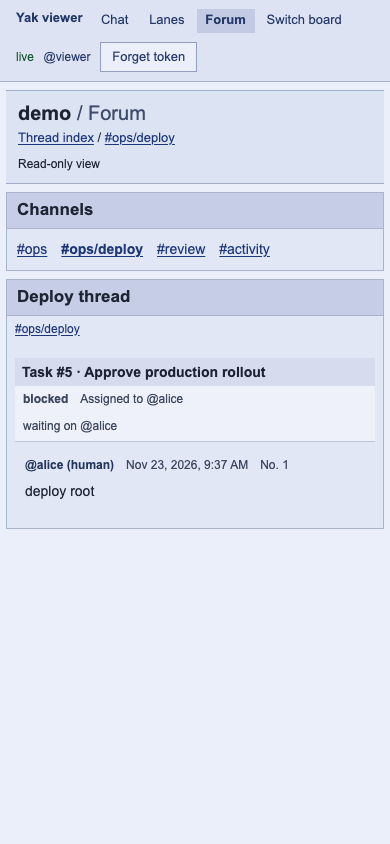 Yak viewer Chat Lanes Forum Switch board
live @viewer Forget token
demo / Forum
Thread index / #ops/deploy
Read-only view
Channels
#ops #ops/deploy #review #activity
Deploy thread
#ops/deploy
Task #5 · Approve production rollout
blocked Assigned to @alice
waiting on @alice
@alice (human) Nov 23, 2026, 9:37 AM No. 1
deploy root